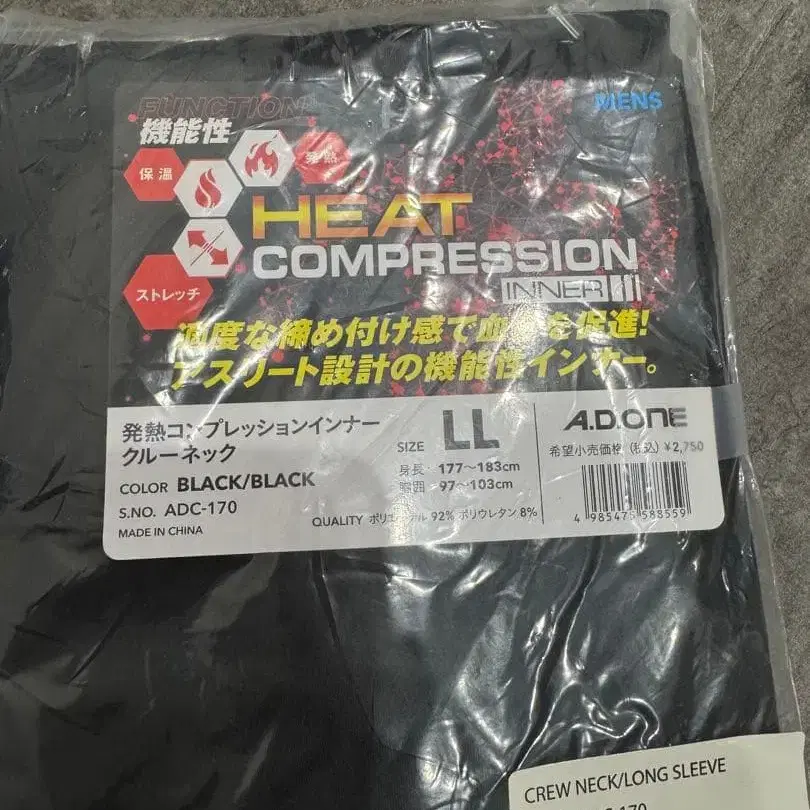 FUNCTION
機能性
MENS
保温
発熱
ストレッチ
HEAT
COMPRESSION
INNER
適度な締め付け感で血を促進!
アスリート設計の機能性インナー。
発熱コンプレッションインナー
クルーネック
COLOR BLACK/BLACK
S.NO. ADC-170
MADE IN CHINA
SIZE LL
身長 177〜183cm
胸囲 97〜103cm
QUALITY ポリエステル 92% ポリウレタン 8%
A.D.ONE
希望小売価格 (税込) ¥2,750
4 985475 588559
CREW NECK/LONG SLEEVE
170